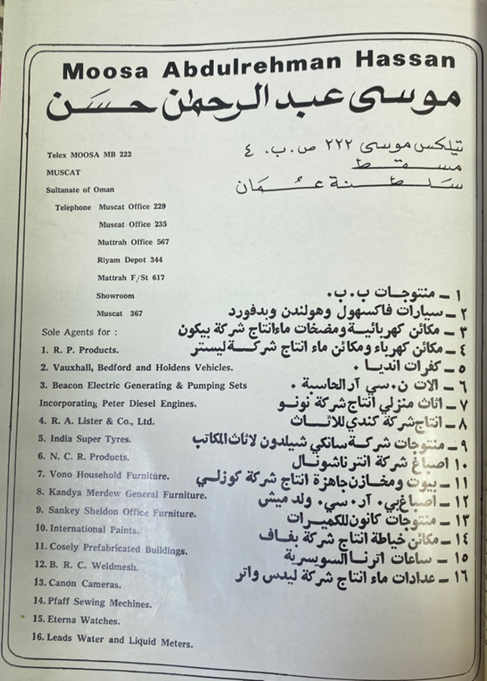 Moosa Abdulrehman Hassan
موسى عبدالرحمن حسن
Telex MOOSA MB 222
MUSCAT
Sultanate of Oman
Telephone Muscat Office 229
Muscat Office 235
Muttrah Office 567
Riyam Depot 344
Mattrah F/St 617
Showroom
Muscat 367
تيلكس موسى ٢٢٢ ص.ب. ٤
مسقط
سلطنة عُمان
Sole Agents for :
1. R. P. Products.
2. Vauxhall, Bedford and Holdens Vehicles.
3. Beacon Electric Generating & Pumping Sets
Incorporating Peter Diesel Engines.
4. R. A. Lister & Co., Ltd.
5. India Super Tyres.
6. N. C. R. Products.
7. Vono Household Furniture.
8. Kandya Merdew General Furniture.
9. Sankey Sheldon Office Furniture.
10. International Paints.
11. Cosely Prefabricated Buildings.
12. B. R. C. Weldmesh.
13. Canon Cameras.
14. Pfaff Sewing Mechines.
15. Eterna Watches.
16. Leads Water and Liquid Meters.
١ – منتوجات ب.ب.
٢ – سيارات فاكسهول وهولندن وبدفورد
٣ – مكائن كهربائية ومضخات ماء انتاج شركة بيكون
٤ – مكائن كهرباء ومكائن ماء انتاج شركة ليستر
٥ – كفرات انديا .
٦ – الات ن.سي آر الحاسبة .
٧ – اثاث منزلي انتاج شركة نونو
٨ – انتاج شركة كندي للاثاث
٩ – منتوجات شركة سانكي شيلدون لاثاث المكاتب
١٠ اصباغ شركة انترناشونال
١١ – بيوت ومخازن جاهزة انتاج شركة كوزلي
١٢ – أصباغ بي. آر. سي. ولد ميش
١٣ – منتوجات كانون للكميرات
١٤ – مكائن خياطة انتاج شركة بفاف
١٥ – ساعات اترنا السويسرية
١٦ – عدادات ماء انتاج شركة ليدس واتر